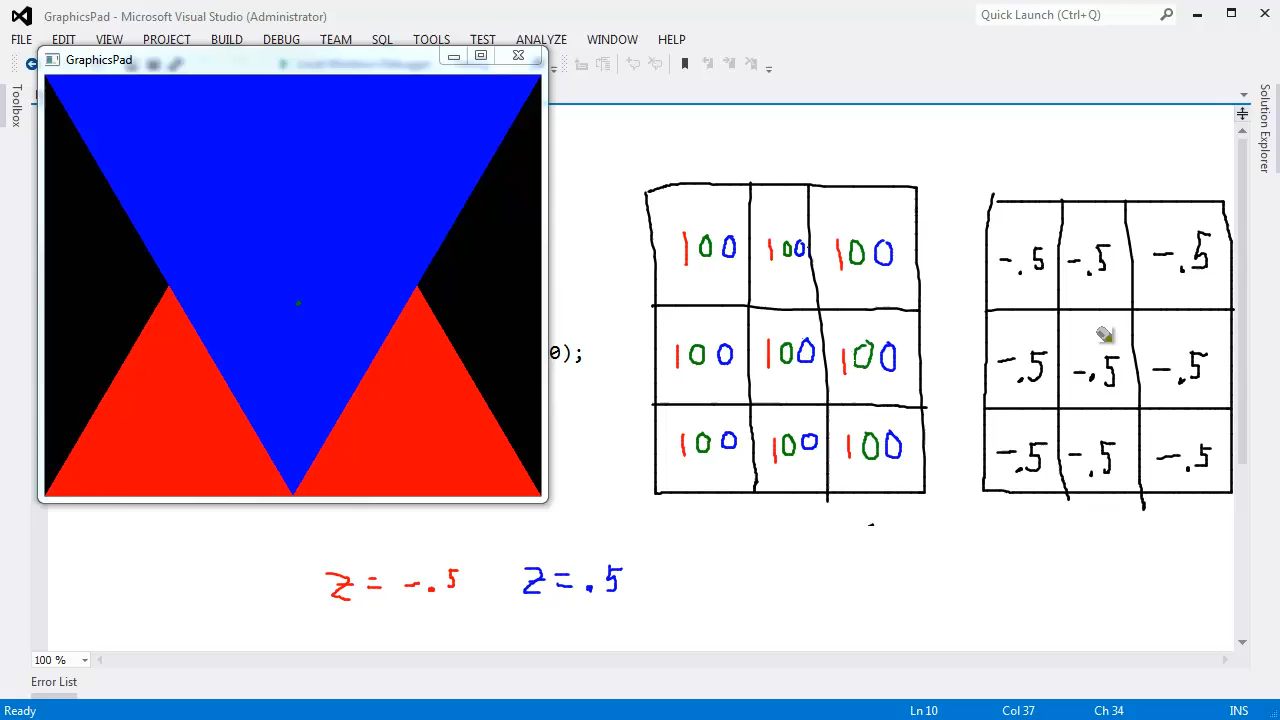 GraphicsPad - Microsoft Visual Studio (Administrator)
Quick Launch (Ctrl+Q)
FILE EDIT VIEW PROJECT BUILD DEBUG TEAM SQL TOOLS TEST ANALYZE WINDOW HELP
GraphicsPad
Toolbox
Solution Explorer
0);
100 100 100
100 100 100
100 100 100
-.5 -.5 -.5
-.5 -.5 -.5
-.5 -.5 -.5
z = -.5 z = .5
100 %
Error List
Ready Ln 10 Col 37 Ch 34 INS